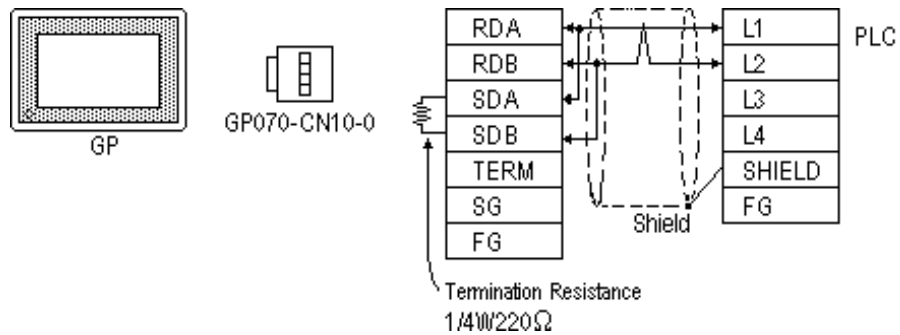 GP
GP070-CN10-0
RDA
RDB
SDA
SDB
TERM
SG
FG
Termination Resistance
1/4W220Ω
Shield
L1
L2
L3
L4
SHIELD
FG
PLC